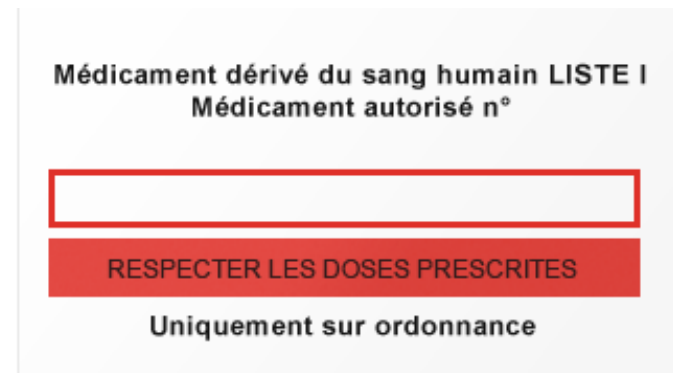 Médicament dérivé du sang humain LISTE I
Médicament autorisé n°
RESPECTER LES DOSES PRESCRITES
Uniquement sur ordonnance